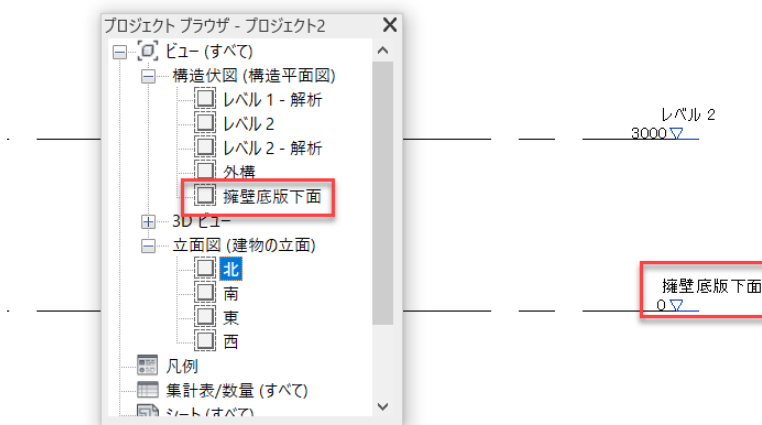 プロジェクト ブラウザ - プロジェクト2
ビュー (すべて)
構造伏図 (構造平面図)
レベル 1 - 解析
レベル 2
レベル 2 - 解析
外構
擁壁底版下面
3D ビュー
立面図 (建物の立面)
北
南
東
西
凡例
集計表/数量 (すべて)
シート (すべて)
レベル 2
3000
擁壁底版下面
0